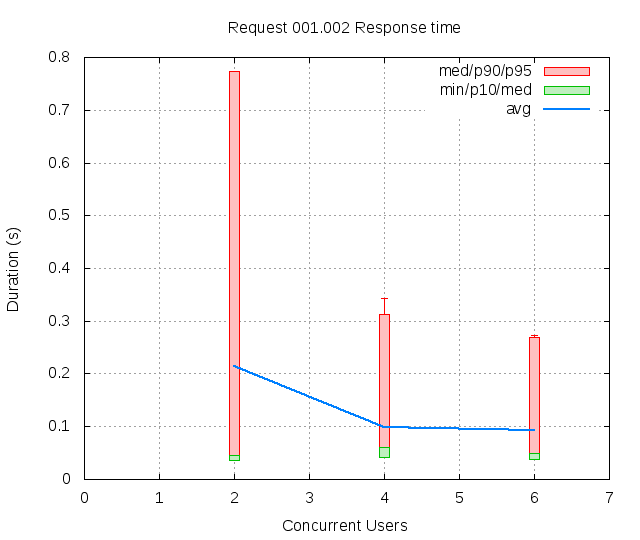 Request 001.002 Response time
med/p90/p95
min/p10/med
avg
0.8
0.7
0.6
0.5
0.4
0.3
0.2
0.1
0
Duration (s)
0 1 2 3 4 5 6 7
Concurrent Users